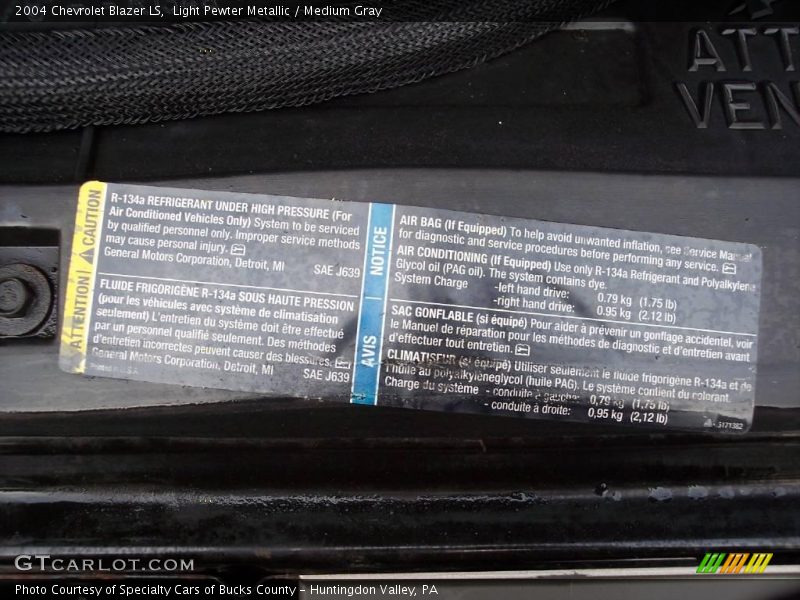 2004 Chevrolet Blazer LS,  Light Pewter Metallic / Medium Gray
ATT
VEN
CAUTION
ATTENTION
R-134a REFRIGERANT UNDER HIGH PRESSURE (For
Air Conditioned Vehicles Only) System to be serviced
by qualified personnel only. Improper service methods
may cause personal injury.
General Motors Corporation, Detroit, MI SAE J639
FLUIDE FRIGORIGÈNE R-134a SOUS HAUTE PRESSION
(pour les véhicules avec système de climatisation
seulement) L'entretien du système doit être effectué
par un personnel qualifié seulement. Des méthodes
d'entretien incorrectes peuvent causer des blessures.
General Motors Corporation, Detroit, MI SAE J639
NOTICE
AVIS
AIR BAG (If Equipped) To help avoid unwanted inflation, see Service Manual
for diagnostic and service procedures before performing any service.
AIR CONDITIONING (If Equipped) Use only R-134a Refrigerant and Polyalkylene
Glycol oil (PAG oil). The system contains dye.
System Charge -left hand drive: 0.79 kg (1.75 lb)
-right hand drive: 0.95 kg (2.12 lb)
SAC GONFLABLE (si équipé) Pour aider à prévenir un gonflage accidentel, voir
le Manuel de réparation pour les méthodes de diagnostic et d'entretien avant
d'effectuer tout entretien.
CLIMATISEUR (si équipé) Utiliser seulement le fluide frigorigène R-134a et de
l'huile au polyalkylèneglycol (huile PAG). Le système contient du colorant.
Charge du système - conduite à gauche: 0,79 kg (1,75 lb)
- conduite à droite: 0,95 kg (2,12 lb)
GTCARLOT.COM
Photo Courtesy of Specialty Cars of Bucks County – Huntingdon Valley, PA